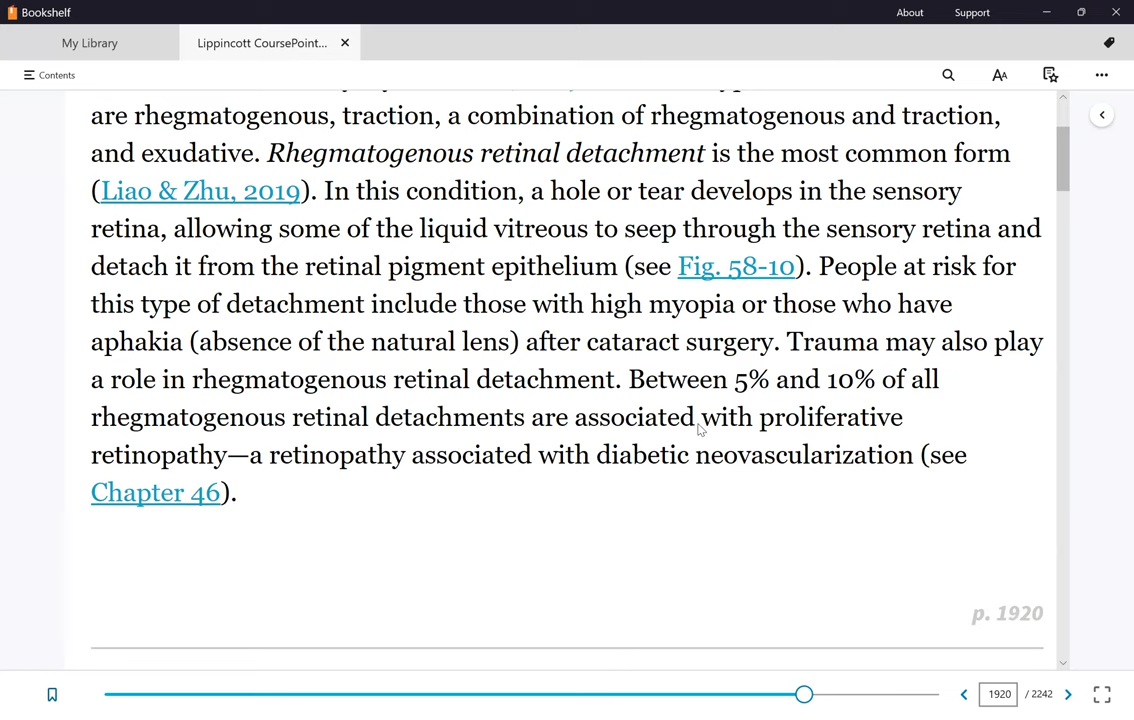 Bookshelf
About
Support
My Library
Lippincott CoursePoint...
Contents
AA
are rhegmatogenous, traction, a combination of rhegmatogenous and traction,
and exudative. Rhegmatogenous retinal detachment is the most common form
(Liao & Zhu, 2019). In this condition, a hole or tear develops in the sensory
retina, allowing some of the liquid vitreous to seep through the sensory retina and
detach it from the retinal pigment epithelium (see Fig. 58-10). People at risk for
this type of detachment include those with high myopia or those who have
aphakia (absence of the natural lens) after cataract surgery. Trauma may also play
a role in rhegmatogenous retinal detachment. Between 5% and 10% of all
rhegmatogenous retinal detachments are associated with proliferative
retinopathy—a retinopathy associated with diabetic neovascularization (see
Chapter 46).
p. 1920
1920 / 2242